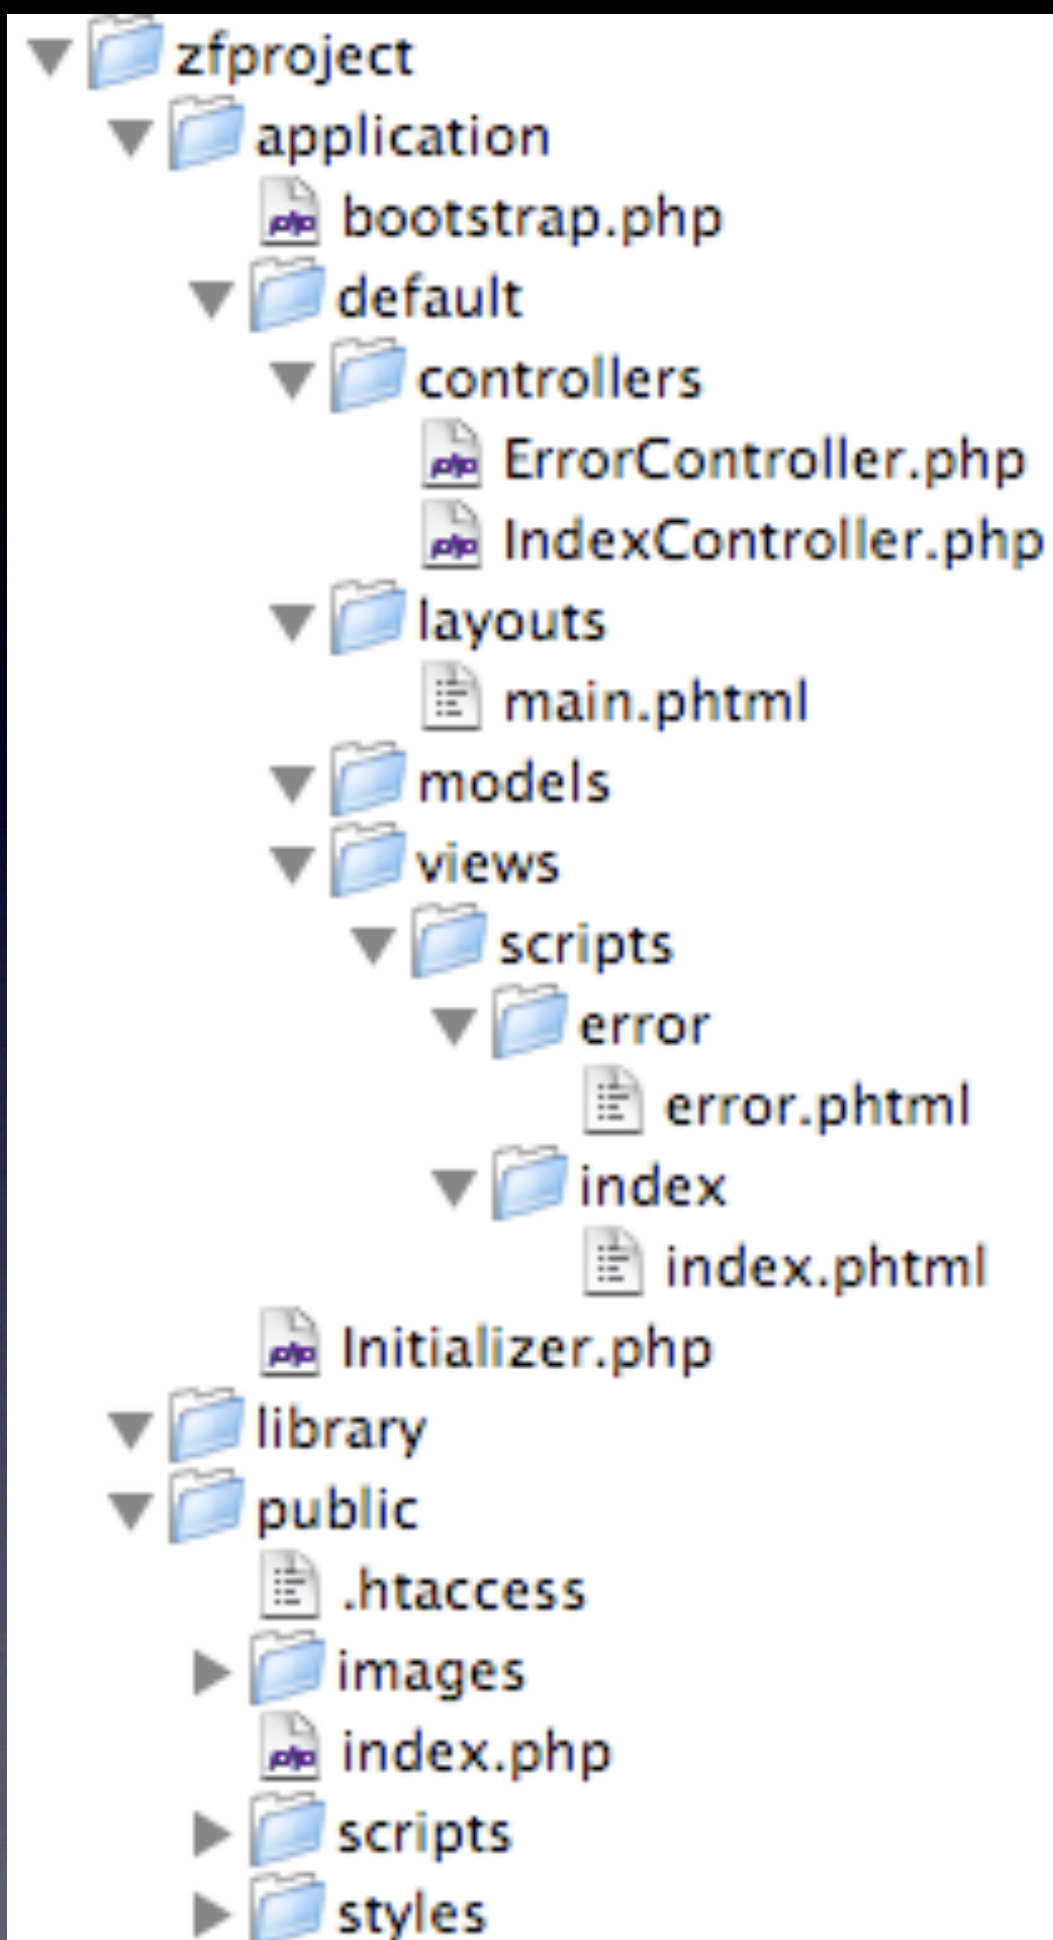 zfproject
application
bootstrap.php
default
controllers
ErrorController.php
IndexController.php
layouts
main.phtml
models
views
scripts
error
error.phtml
index
index.phtml
Initializer.php
library
public
.htaccess
images
index.php
scripts
styles